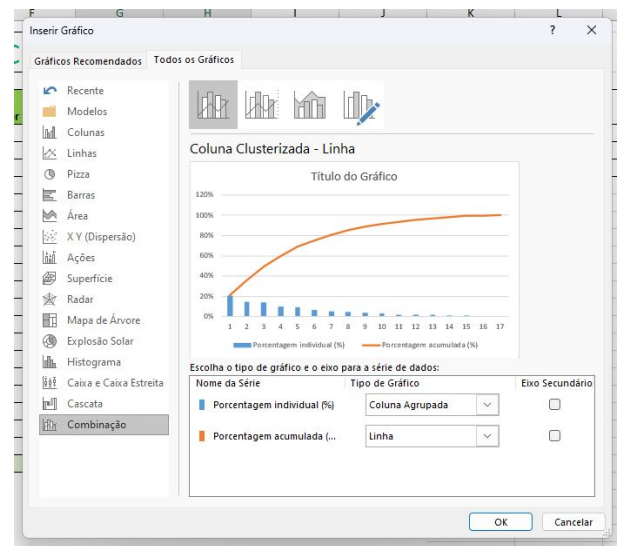 F G H I J K L
Inserir Gráfico ? ×
Gráficos Recomendados Todos os Gráficos
Recente
Modelos
Colunas
Linhas
Pizza
Barras
Área
X Y (Dispersão)
Ações
Superfície
Radar
Mapa de Árvore
Explosão Solar
Histograma
Caixa e Caixa Estreita
Cascata
Combinação
Coluna Clusterizada - Linha
Título do Gráfico
120%
100%
80%
60%
40%
20%
0%
1 2 3 4 5 6 7 8 9 10 11 12 13 14 15 16 17
Porcentagem individual (%) Porcentagem acumulada (%)
Escolha o tipo de gráfico e o eixo para a série de dados:
Nome da Série Tipo de Gráfico Eixo Secundário
Porcentagem individual (%) Coluna Agrupada
Porcentagem acumulada (... Linha
OK Cancelar